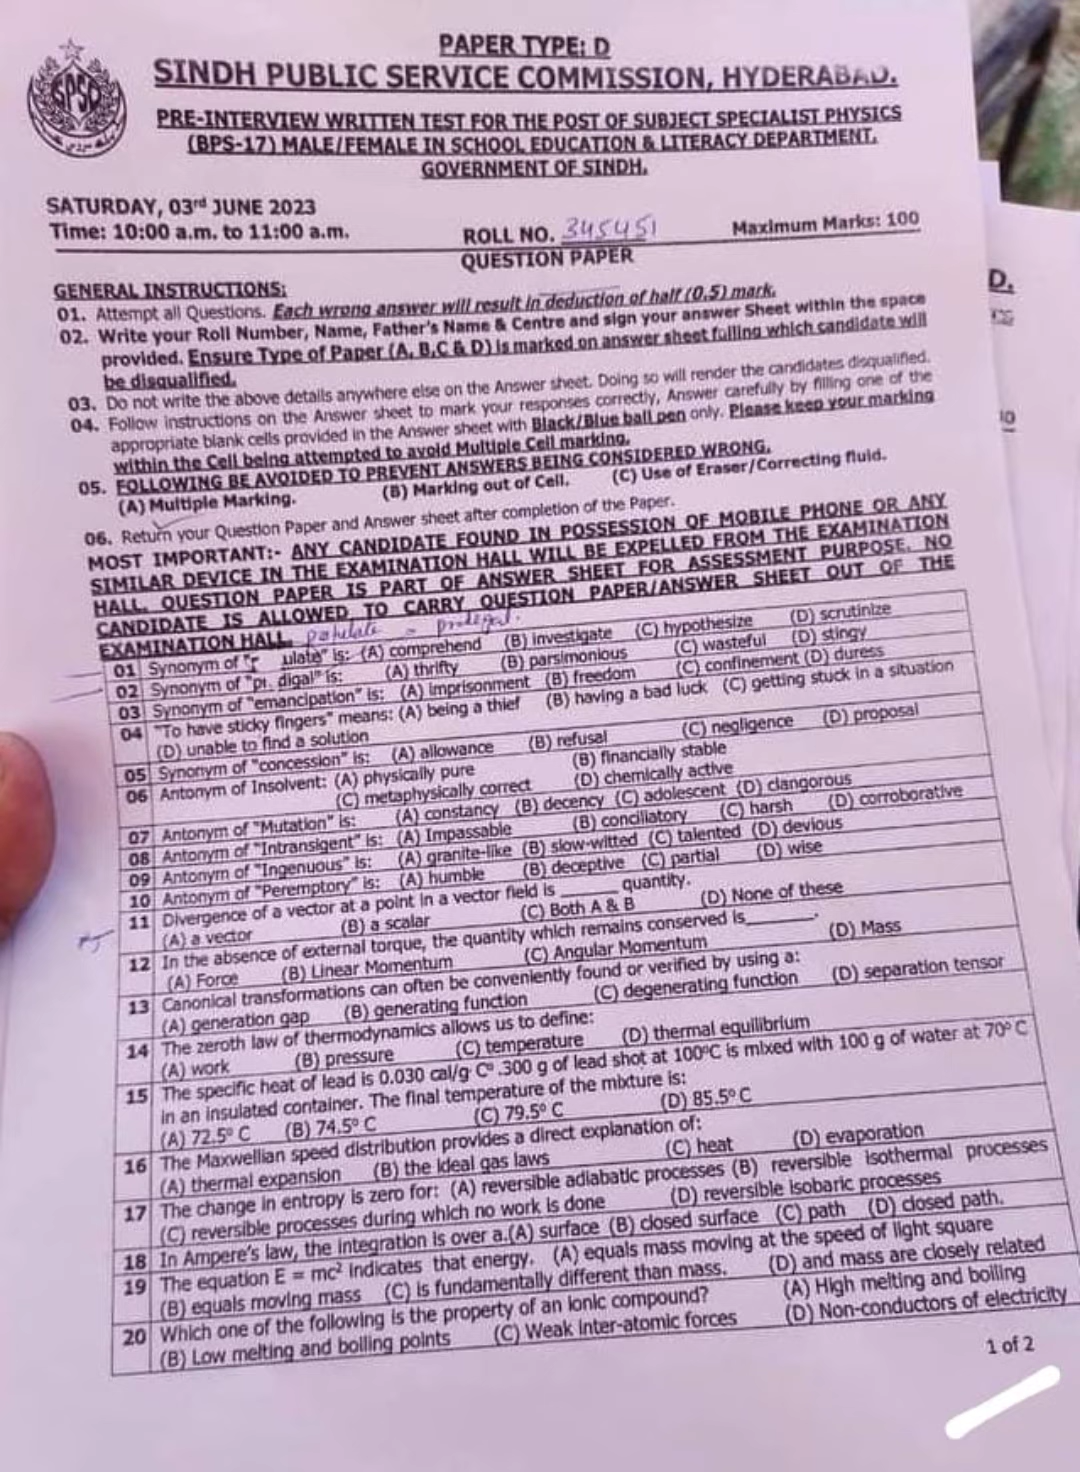 PAPER TYPE: D
SINDH PUBLIC SERVICE COMMISSION, HYDERABAD.
SPSC
PRE-INTERVIEW WRITTEN TEST FOR THE POST OF SUBJECT SPECIALIST PHYSICS
(BPS-17) MALE/FEMALE IN SCHOOL EDUCATION & LITERACY DEPARTMENT,
GOVERNMENT OF SINDH.
SATURDAY, 03rd JUNE 2023
Time: 10:00 a.m. to 11:00 a.m.
ROLL NO. 345451
Maximum Marks: 100
QUESTION PAPER
GENERAL INSTRUCTIONS:
01. Attempt all Questions. Each wrong answer will result in deduction of half (0.5) mark.
02. Write your Roll Number, Name, Father's Name & Centre and sign your answer Sheet within the space
provided. Ensure Type of Paper (A, B,C & D) is marked on answer sheet fulling which candidate will
be disqualified.
03. Do not write the above details anywhere else on the Answer sheet. Doing so will render the candidates disqualified.
04. Follow instructions on the Answer sheet to mark your responses correctly, Answer carefully by filling one of the
appropriate blank cells provided in the Answer sheet with Black/Blue ball pen only. Please keep your marking
within the Cell being attempted to avoid Multiple Cell marking.
05. FOLLOWING BE AVOIDED TO PREVENT ANSWERS BEING CONSIDERED WRONG.
(A) Multiple Marking. (B) Marking out of Cell. (C) Use of Eraser/Correcting fluid.
06. Return your Question Paper and Answer sheet after completion of the Paper.
MOST IMPORTANT:- ANY CANDIDATE FOUND IN POSSESSION OF MOBILE PHONE OR ANY
SIMILAR DEVICE IN THE EXAMINATION HALL WILL BE EXPELLED FROM THE EXAMINATION
HALL. QUESTION PAPER IS PART OF ANSWER SHEET FOR ASSESSMENT PURPOSE. NO
CANDIDATE IS ALLOWED TO CARRY QUESTION PAPER/ANSWER SHEET OUT OF THE
EXAMINATION HALL.
01 Synonym of "p ulate" is: (A) comprehend (B) investigate (C) hypothesize (D) scrutinize
02 Synonym of "pr. digal" is: (A) thrifty (B) parsimonious (C) wasteful (D) stingy
03 Synonym of "emancipation" is: (A) imprisonment (B) freedom (C) confinement (D) duress
04 "To have sticky fingers" means: (A) being a thief (B) having a bad luck (C) getting stuck in a situation
(D) unable to find a solution
05 Synonym of "concession" is: (A) allowance (B) refusal (C) negligence (D) proposal
06 Antonym of Insolvent: (A) physically pure (B) financially stable
(C) metaphysically correct (D) chemically active
07 Antonym of "Mutation" is: (A) constancy (B) decency (C) adolescent (D) clangorous
08 Antonym of "Intransigent" is: (A) Impassable (B) conciliatory (C) harsh (D) corroborative
09 Antonym of "Ingenuous" is: (A) granite-like (B) slow-witted (C) talented (D) devious
10 Antonym of "Peremptory" is: (A) humble (B) deceptive (C) partial (D) wise
11 Divergence of a vector at a point in a vector field is ______ quantity.
(A) a vector (B) a scalar (C) Both A & B (D) None of these
12 In the absence of external torque, the quantity which remains conserved is_______.
(A) Force (B) Linear Momentum (C) Angular Momentum (D) Mass
13 Canonical transformations can often be conveniently found or verified by using a:
(A) generation gap (B) generating function (C) degenerating function (D) separation tensor
14 The zeroth law of thermodynamics allows us to define:
(A) work (B) pressure (C) temperature (D) thermal equilibrium
15 The specific heat of lead is 0.030 cal/g C° .300 g of lead shot at 100°C is mixed with 100 g of water at 70° C
in an insulated container. The final temperature of the mixture is:
(A) 72.5° C (B) 74.5° C (C) 79.5° C (D) 85.5° C
16 The Maxwellian speed distribution provides a direct explanation of:
(A) thermal expansion (B) the ideal gas laws (C) heat (D) evaporation
17 The change in entropy is zero for: (A) reversible adiabatic processes (B) reversible isothermal processes
(C) reversible processes during which no work is done (D) reversible isobaric processes
18 In Ampere's law, the integration is over a.(A) surface (B) closed surface (C) path (D) closed path.
19 The equation E = mc² indicates that energy. (A) equals mass moving at the speed of light square
(B) equals moving mass (C) is fundamentally different than mass. (D) and mass are closely related
20 Which one of the following is the property of an ionic compound? (A) High melting and boiling
(B) Low melting and boiling points (C) Weak inter-atomic forces (D) Non-conductors of electricity
1 of 2